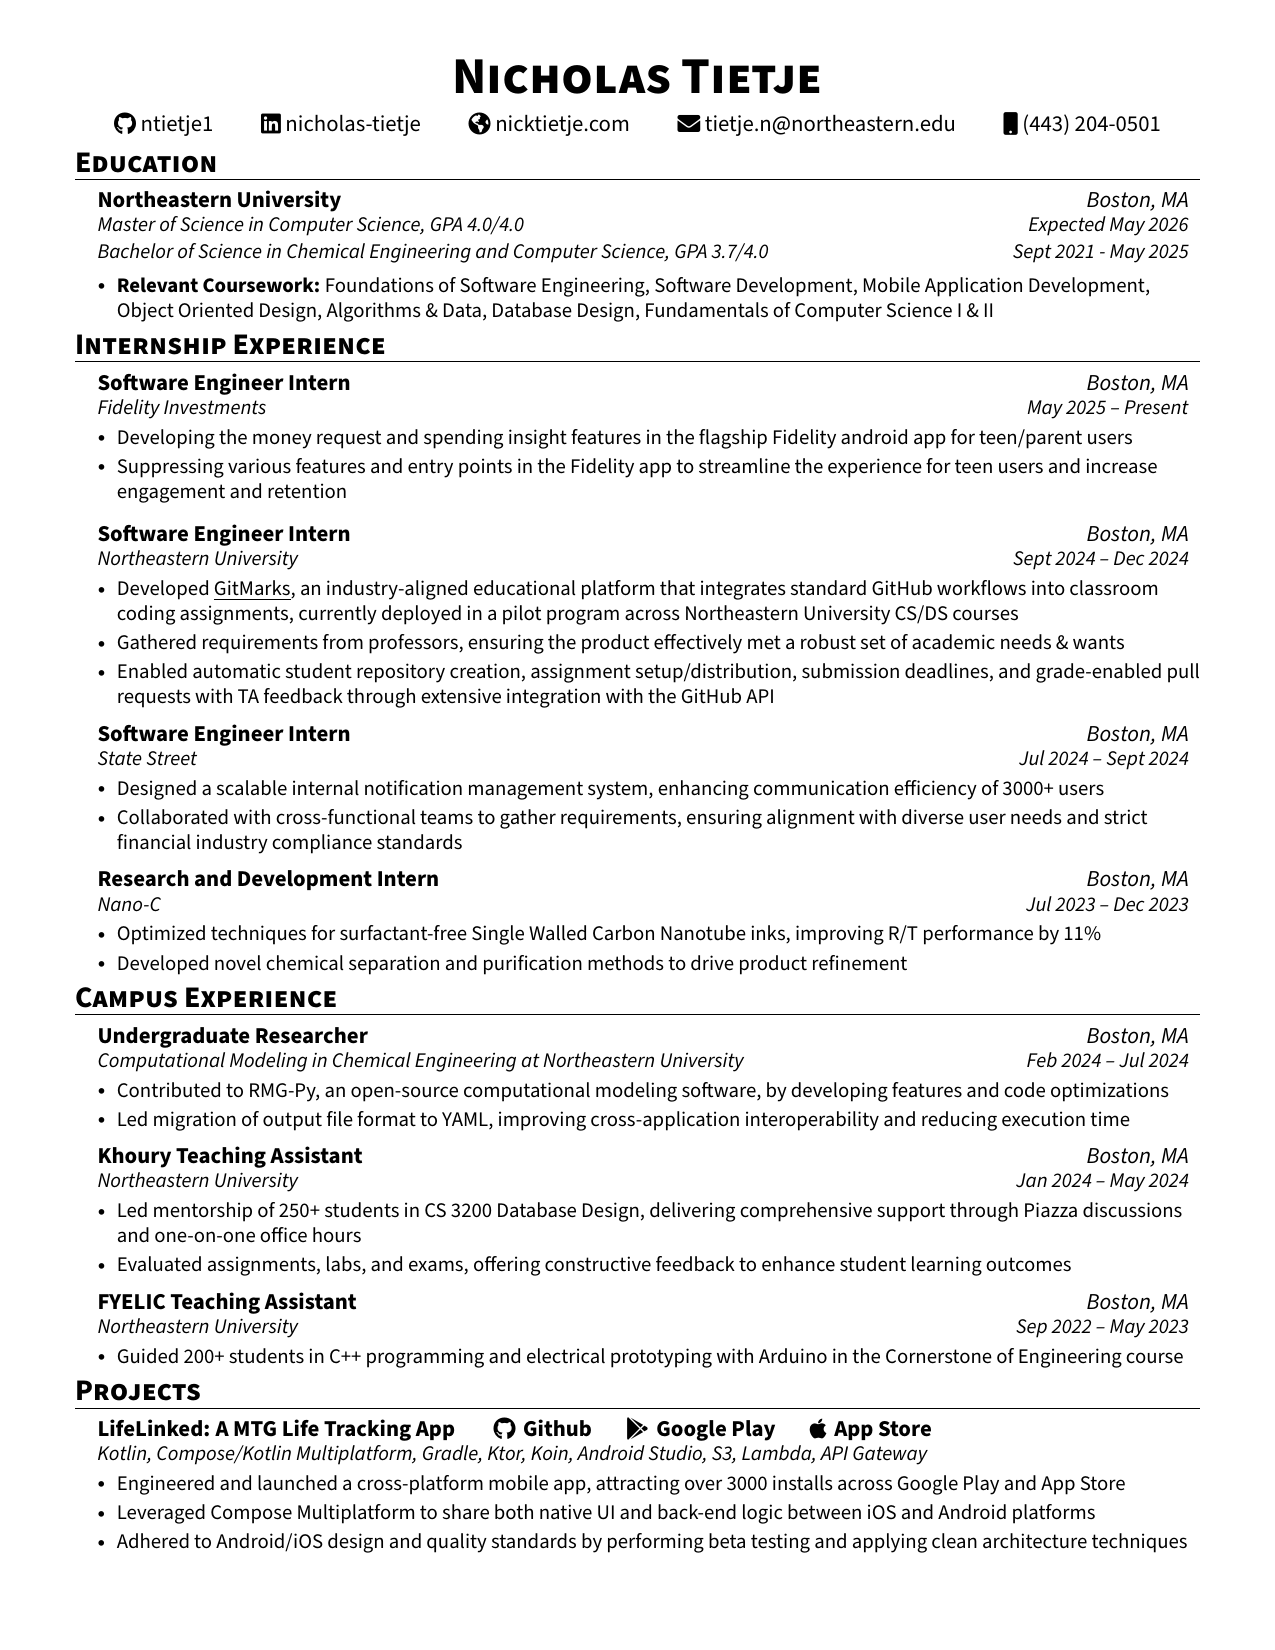 Nicholas Tietje
ntietje1 nicholas-tietje nicktietje.com tietje.n@northeastern.edu (443) 204-0501
Education
Northeastern University Boston, MA
Master of Science in Computer Science, GPA 4.0/4.0 Expected May 2026
Bachelor of Science in Chemical Engineering and Computer Science, GPA 3.7/4.0 Sept 2021 - May 2025
• Relevant Coursework: Foundations of Software Engineering, Software Development, Mobile Application Development,
Object Oriented Design, Algorithms & Data, Database Design, Fundamentals of Computer Science I & II
Internship Experience
Software Engineer Intern Boston, MA
Fidelity Investments May 2025 – Present
• Developing the money request and spending insight features in the flagship Fidelity android app for teen/parent users
• Suppressing various features and entry points in the Fidelity app to streamline the experience for teen users and increase
engagement and retention
Software Engineer Intern Boston, MA
Northeastern University Sept 2024 – Dec 2024
• Developed GitMarks, an industry-aligned educational platform that integrates standard GitHub workflows into classroom
coding assignments, currently deployed in a pilot program across Northeastern University CS/DS courses
• Gathered requirements from professors, ensuring the product effectively met a robust set of academic needs & wants
• Enabled automatic student repository creation, assignment setup/distribution, submission deadlines, and grade-enabled pull
requests with TA feedback through extensive integration with the GitHub API
Software Engineer Intern Boston, MA
State Street Jul 2024 – Sept 2024
• Designed a scalable internal notification management system, enhancing communication efficiency of 3000+ users
• Collaborated with cross-functional teams to gather requirements, ensuring alignment with diverse user needs and strict
financial industry compliance standards
Research and Development Intern Boston, MA
Nano-C Jul 2023 – Dec 2023
• Optimized techniques for surfactant-free Single Walled Carbon Nanotube inks, improving R/T performance by 11%
• Developed novel chemical separation and purification methods to drive product refinement
Campus Experience
Undergraduate Researcher Boston, MA
Computational Modeling in Chemical Engineering at Northeastern University Feb 2024 – Jul 2024
• Contributed to RMG-Py, an open-source computational modeling software, by developing features and code optimizations
• Led migration of output file format to YAML, improving cross-application interoperability and reducing execution time
Khoury Teaching Assistant Boston, MA
Northeastern University Jan 2024 – May 2024
• Led mentorship of 250+ students in CS 3200 Database Design, delivering comprehensive support through Piazza discussions
and one-on-one office hours
• Evaluated assignments, labs, and exams, offering constructive feedback to enhance student learning outcomes
FYELIC Teaching Assistant Boston, MA
Northeastern University Sep 2022 – May 2023
• Guided 200+ students in C++ programming and electrical prototyping with Arduino in the Cornerstone of Engineering course
Projects
LifeLinked: A MTG Life Tracking App Github Google Play App Store
Kotlin, Compose/Kotlin Multiplatform, Gradle, Ktor, Koin, Android Studio, S3, Lambda, API Gateway
• Engineered and launched a cross-platform mobile app, attracting over 3000 installs across Google Play and App Store
• Leveraged Compose Multiplatform to share both native UI and back-end logic between iOS and Android platforms
• Adhered to Android/iOS design and quality standards by performing beta testing and applying clean architecture techniques